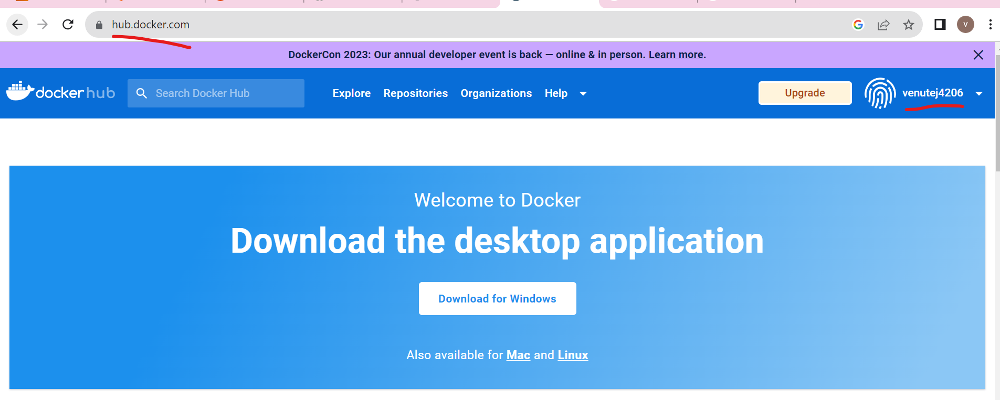 hub.docker.com
V
DockerCon 2023: Our annual developer event is back — online & in person. Learn more.
dockerhub
Search Docker Hub
Explore
Repositories
Organizations
Help
Upgrade
venutej4206
Welcome to Docker
Download the desktop application
Download for Windows
Also available for Mac and Linux